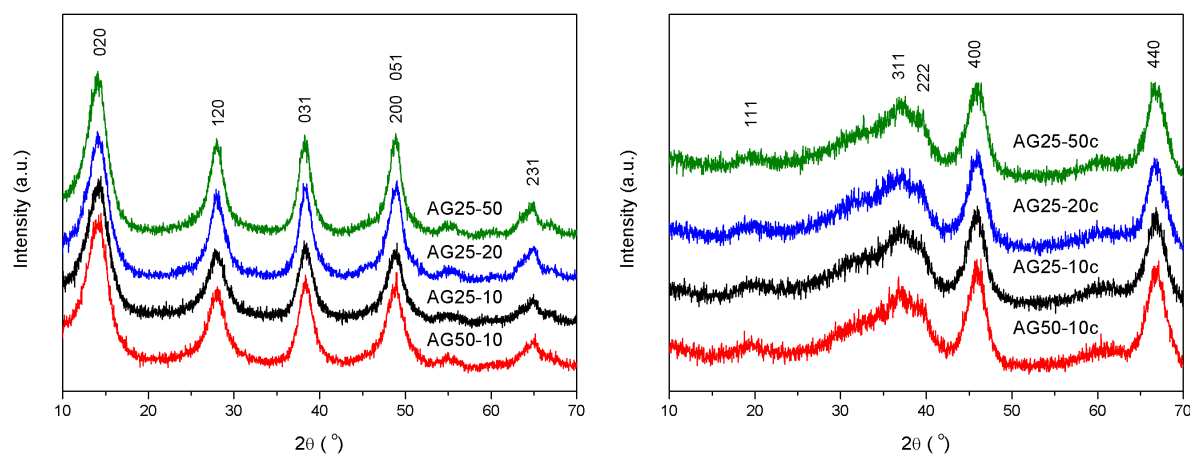 020
120
031
200 051
231
AG25-50
AG25-20
AG25-10
AG50-10
Intensity (a.u.)
10 20 30 40 50 60 70
2θ ( °)
111
311
222
400
440
AG25-50c
AG25-20c
AG25-10c
AG50-10c
Intensity (a.u.)
10 20 30 40 50 60 70
2θ ( °)